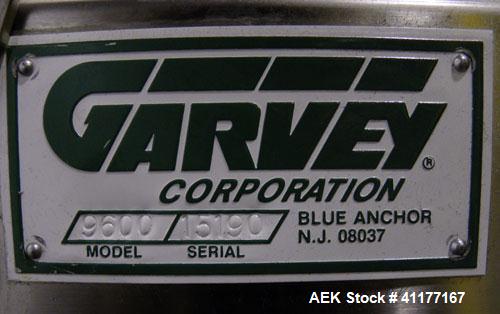 GARVEY®
CORPORATION
9600 15190 BLUE ANCHOR
MODEL SERIAL N.J. 08037
AEK Stock # 41177167